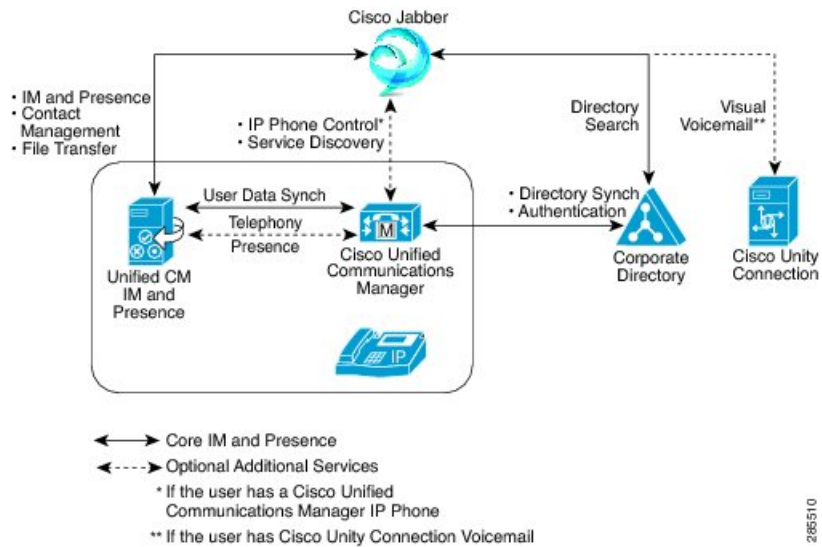 Cisco Jabber
• IM and Presence
• Contact
Management
• File Transfer
• IP Phone Control*
• Service Discovery
Directory
Search
Visual
Voicemail**
User Data Synch
Telephony
Presence
M
• Directory Synch
• Authentication
Unified CM
IM and
Presence
Cisco Unified
Communications
Manager
Corporate
Directory
Cisco Unity
Connection
IP
Core IM and Presence
Optional Additional Services
* If the user has a Cisco Unified
Communications Manager IP Phone
** If the user has Cisco Unity Connection Voicemail
285510